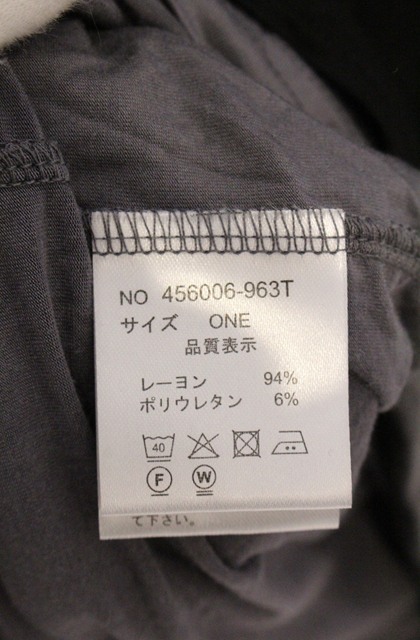 NO 456006-963T
サイズ ONE
品質表示
レーヨン 94%
ポリウレタン 6%
40
F W
て下さい。